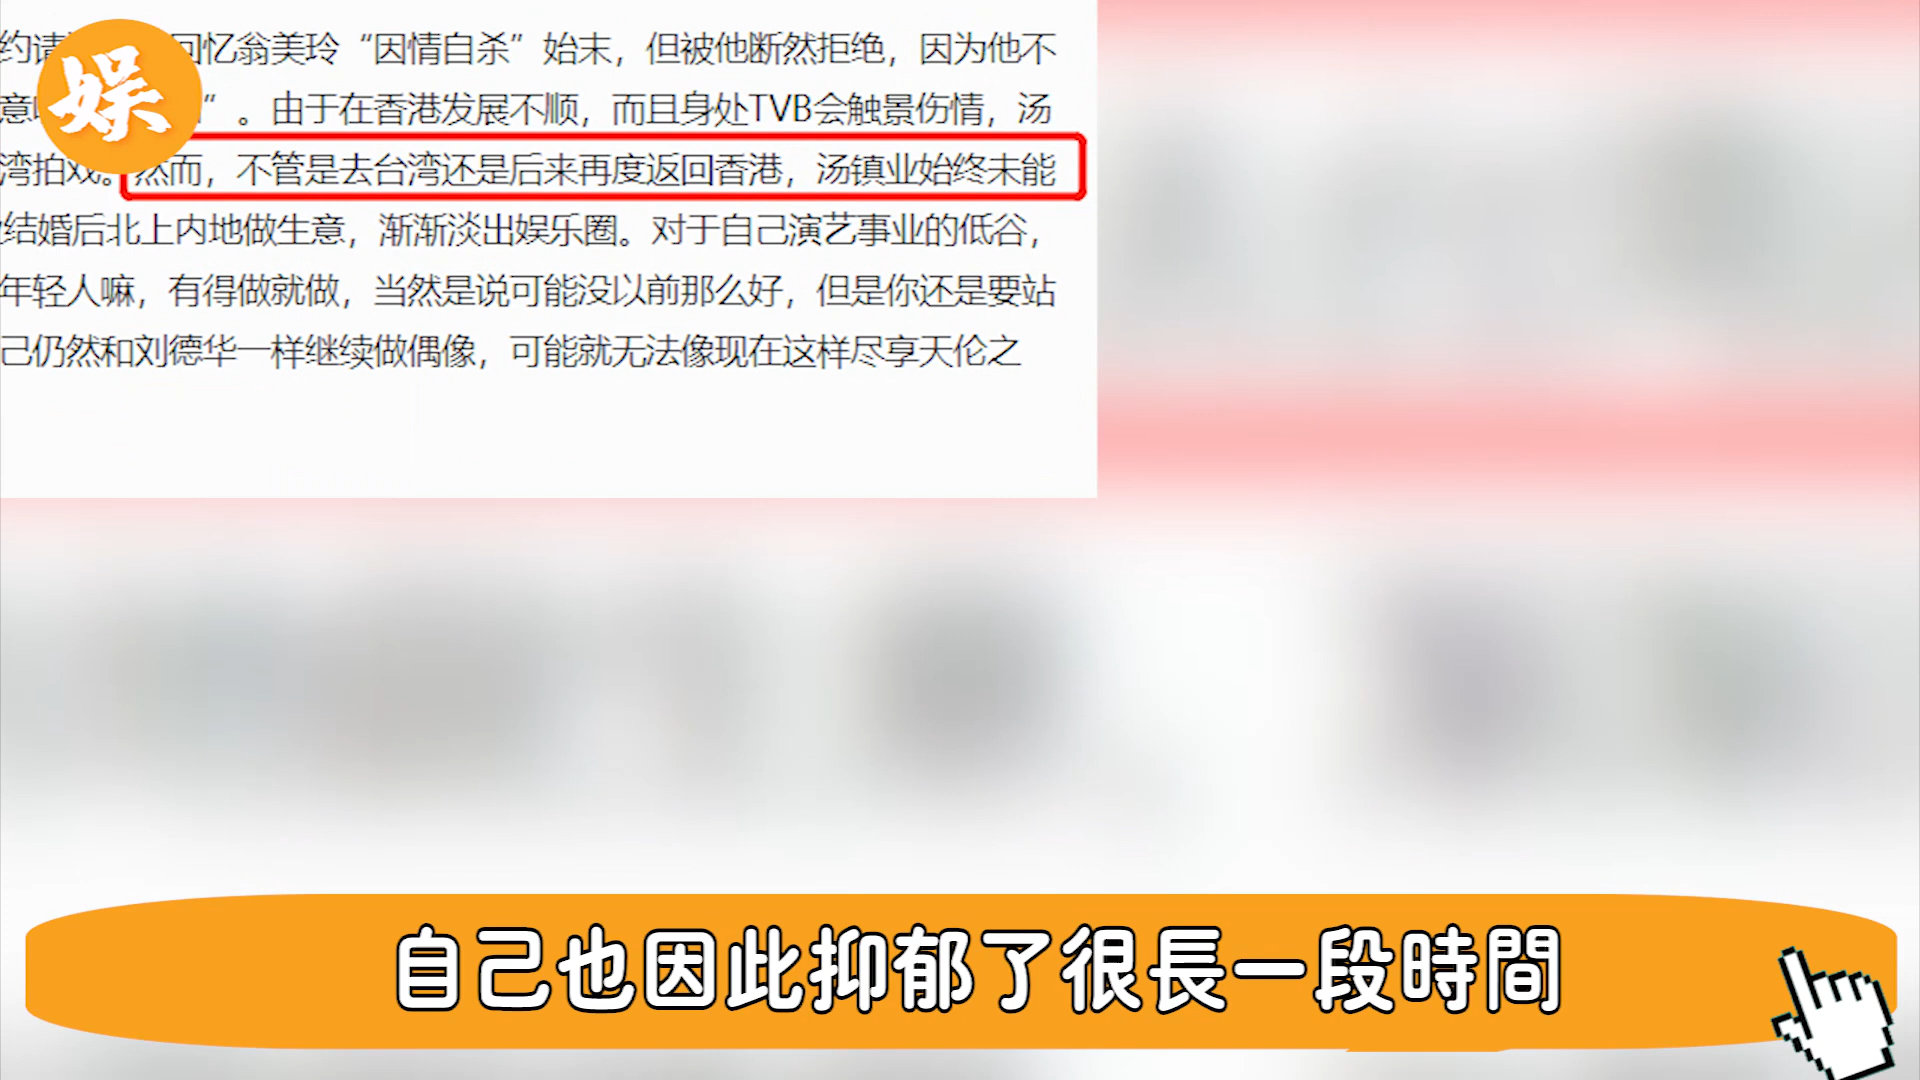 娱
约请 回忆翁美玲“因情自杀”始末，但被他断然拒绝，因为他不
意 ”。由于在香港发展不顺，而且身处TVB会触景伤情，汤
湾拍戏。然而，不管是去台湾还是后来再度返回香港，汤镇业始终未能
结婚后北上内地做生意，渐渐淡出娱乐圈。对于自己演艺事业的低谷，
年轻人嘛，有得做就做，当然是说可能没以前那么好，但是你还是要站
己仍然和刘德华一样继续做偶像，可能就无法像现在这样尽享天伦之
自己也因此抑郁了很長一段時間